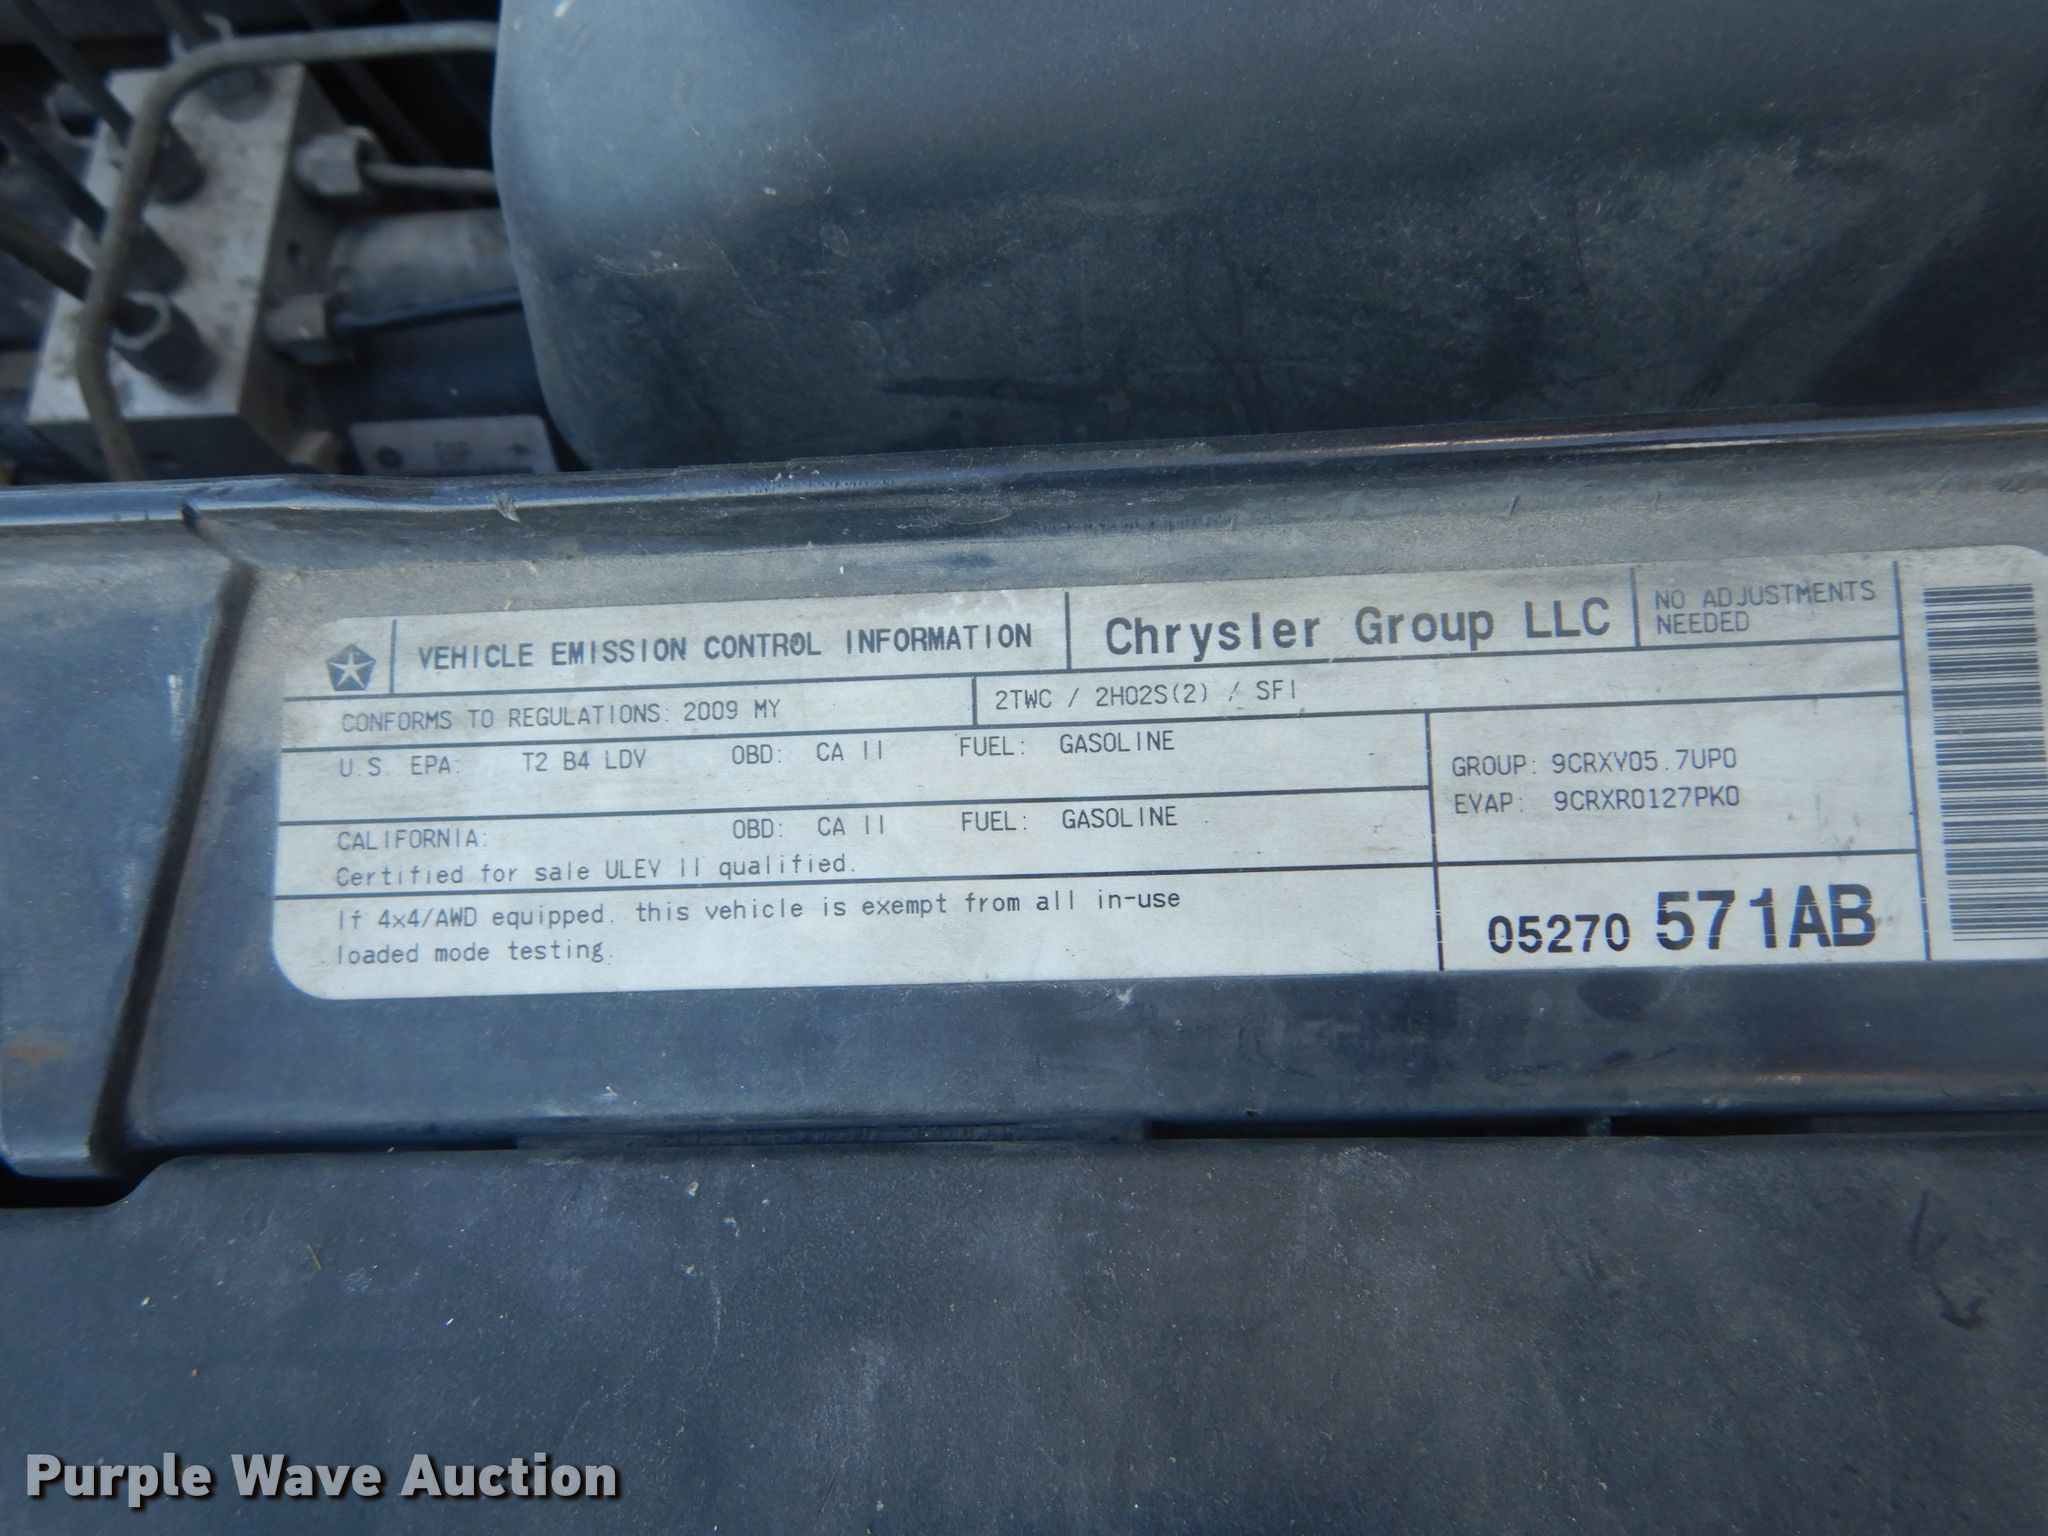 VEHICLE EMISSION CONTROL INFORMATION
Chrysler Group LLC
NO ADJUSTMENTS
NEEDED
CONFORMS TO REGULATIONS: 2009 MY
2TWC / 2HO2S(2) / SFI
U.S. EPA: T2 B4 LDV OBD: CA II FUEL: GASOLINE
GROUP: 9CRXV05.7UP0
EVAP: 9CRXR0127PK0
CALIFORNIA: OBD: CA II FUEL: GASOLINE
Certified for sale ULEV II qualified.
If 4x4/AWD equipped. this vehicle is exempt from all in-use
loaded mode testing.
05270 571AB
Purple Wave Auction